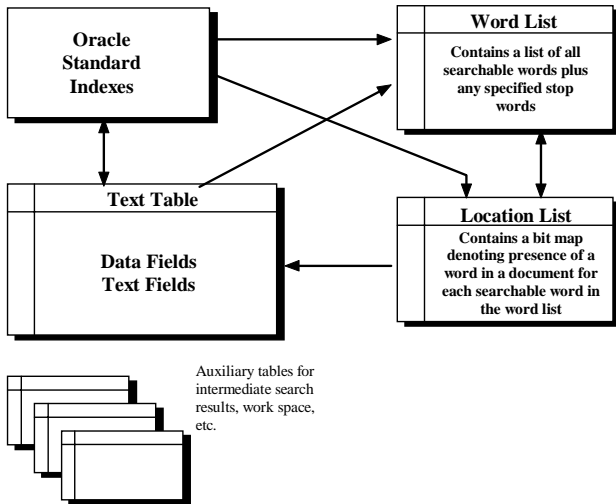 Oracle
Standard
Indexes
Word List
Contains a list of all
searchable words plus
any specified stop
words
Text Table
Data Fields
Text Fields
Location List
Contains a bit map
denoting presence of a
word in a document for
each searchable word in
the word list
Auxiliary tables for
intermediate search
results, work space,
etc.